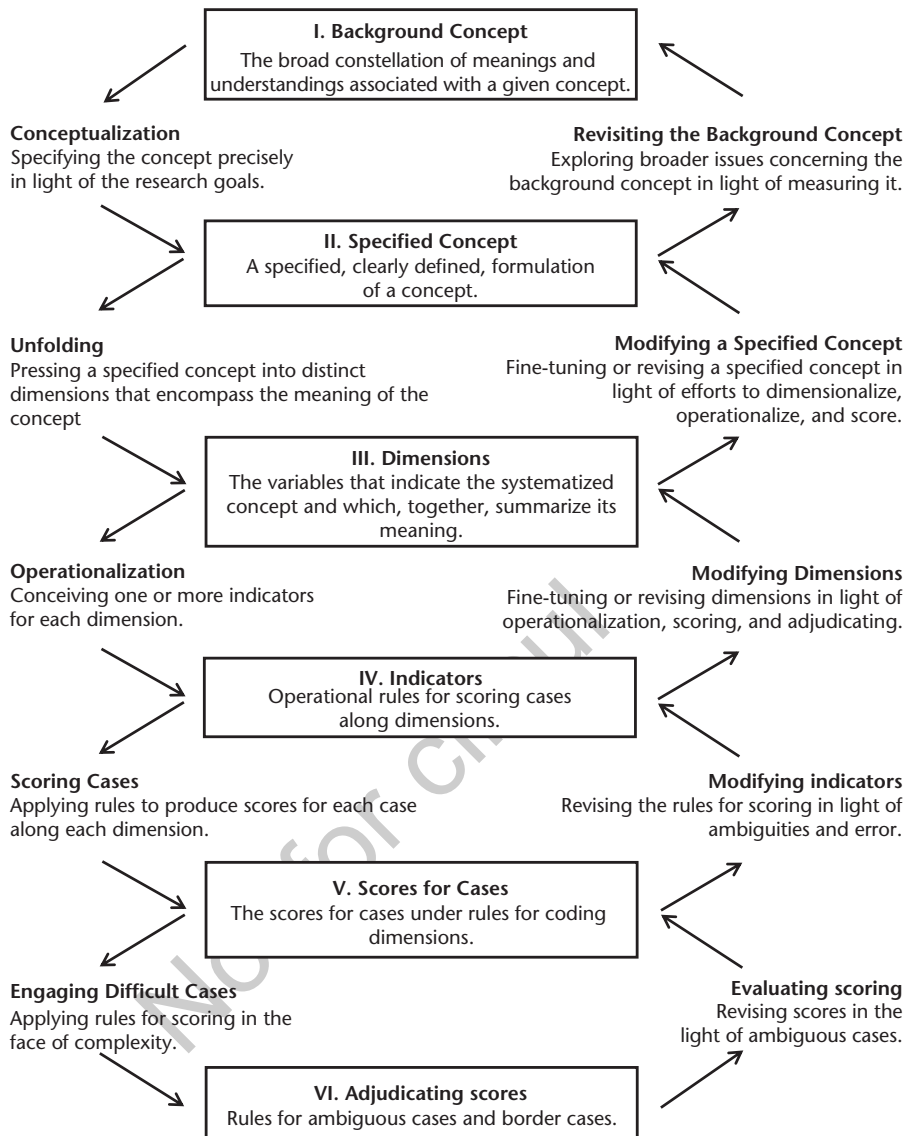 I. Background Concept
The broad constellation of meanings and
understandings associated with a given concept.
Conceptualization
Specifying the concept precisely
in light of the research goals.
Revisiting the Background Concept
Exploring broader issues concerning the
background concept in light of measuring it.
II. Specified Concept
A specified, clearly defined, formulation
of a concept.
Unfolding
Pressing a specified concept into distinct
dimensions that encompass the meaning of the
concept
Modifying a Specified Concept
Fine-tuning or revising a specified concept in
light of efforts to dimensionalize,
operationalize, and score.
III. Dimensions
The variables that indicate the systematized
concept and which, together, summarize its
meaning.
Operationalization
Conceiving one or more indicators
for each dimension.
Modifying Dimensions
Fine-tuning or revising dimensions in light of
operationalization, scoring, and adjudicating.
IV. Indicators
Operational rules for scoring cases
along dimensions.
Scoring Cases
Applying rules to produce scores for each case
along each dimension.
Modifying indicators
Revising the rules for scoring in light of
ambiguities and error.
V. Scores for Cases
The scores for cases under rules for coding
dimensions.
Engaging Difficult Cases
Applying rules for scoring in the
face of complexity.
Evaluating scoring
Revising scores in the
light of ambiguous cases.
VI. Adjudicating scores
Rules for ambiguous cases and border cases.